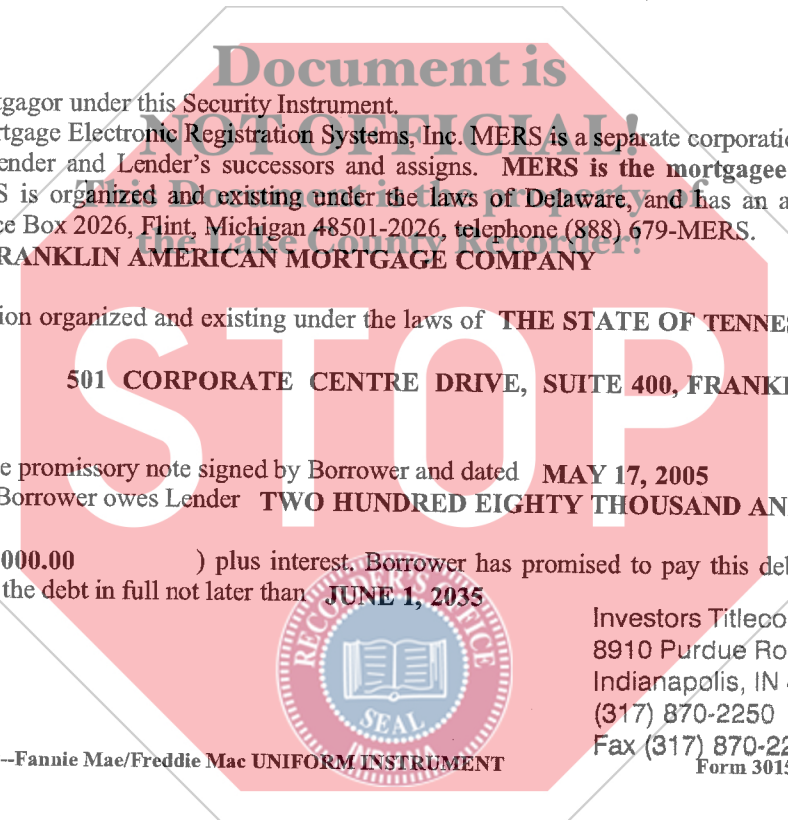 Document is
tgagor under this Security Instrument.
NOT OFFICIAL!
rtgage Electronic Registration Systems, Inc. MERS is a separate corporatio
ender and Lender's successors and assigns. MERS is the mortgagee
This Document is the property of
S is organized and existing under the laws of Delaware, and has an a
ce Box 2026, Flint, Michigan 48501-2026, telephone (888) 679-MERS.
the Lake County Recorder!
RANKLIN AMERICAN MORTGAGE COMPANY
ion organized and existing under the laws of THE STATE OF TENNES
STOP
501 CORPORATE CENTRE DRIVE, SUITE 400, FRANKL
e promissory note signed by Borrower and dated MAY 17, 2005
Borrower owes Lender TWO HUNDRED EIGHTY THOUSAND AN
000.00 ) plus interest. Borrower has promised to pay this deb
the debt in full not later than JUNE 1, 2035
RECORDER'S OFFICE
SEAL
INDIANA
Investors Titleco
8910 Purdue Ro
Indianapolis, IN
(317) 870-2250
Fax (317) 870-22
--Fannie Mae/Freddie Mac UNIFORM INSTRUMENT
Form 3015